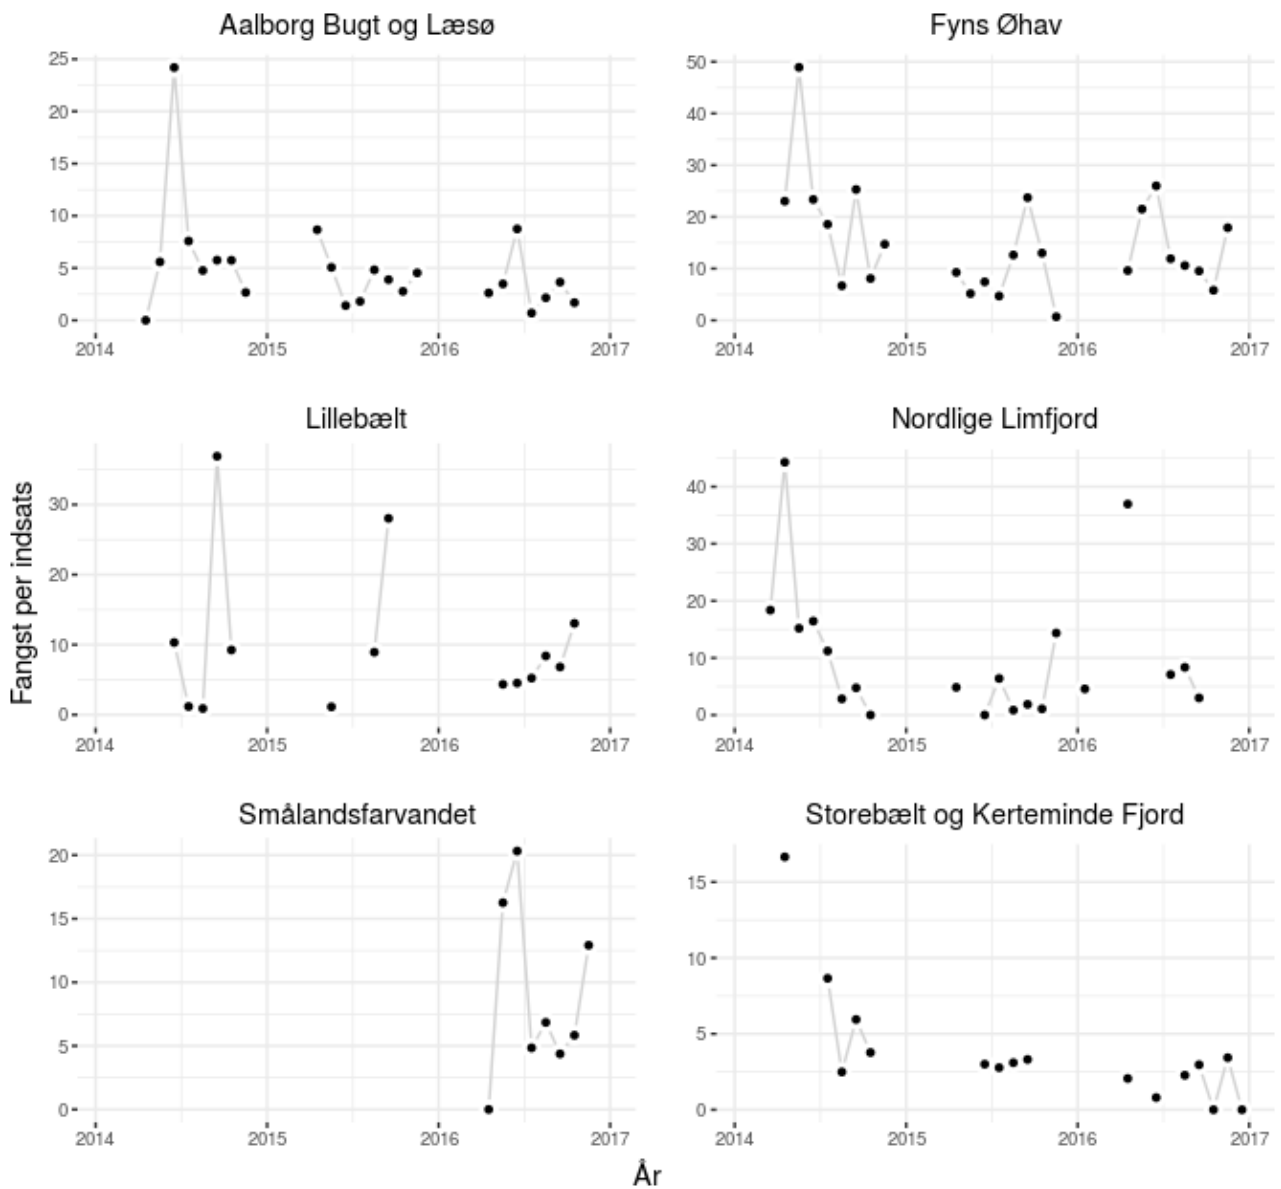 Aalborg Bugt og Læsø
25
20
15
10
5
0
2014 2015 2016 2017
Fyns Øhav
50
40
30
20
10
0
2014 2015 2016 2017
Fangst per indsats
Lillebælt
30
20
10
0
2014 2015 2016 2017
Nordlige Limfjord
40
30
20
10
0
2014 2015 2016 2017
Smålandsfarvandet
20
15
10
5
0
2014 2015 2016 2017
Storebælt og Kerteminde Fjord
15
10
5
0
2014 2015 2016 2017
År